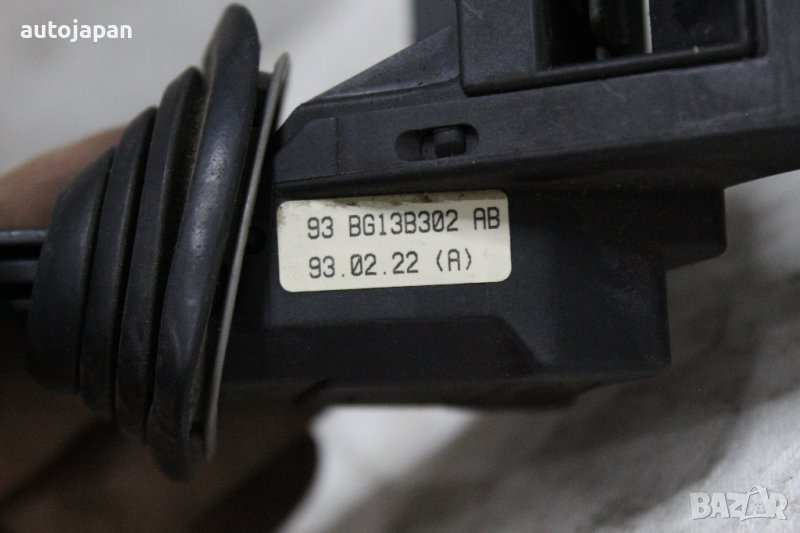 autojapan
93 BG13B302 AB
93.02.22 (A)
BAZAR